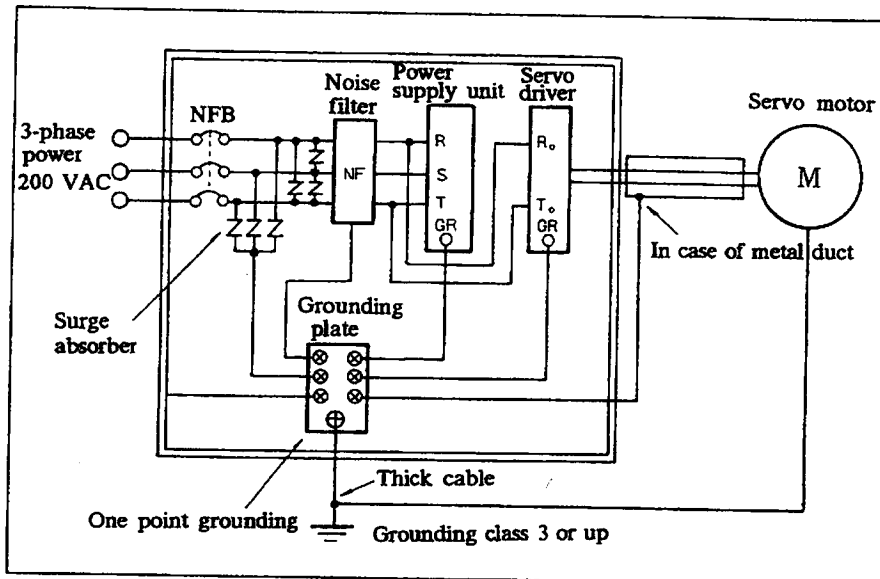 3-phase
power
200 VAC
NFB
Noise
filter
Power
supply unit
Servo
driver
Servo motor
NF
R
S
T
GR
R₀
T₀
GR
M
In case of metal duct
Surge
absorber
Grounding
plate
Thick cable
One point grounding
Grounding class 3 or up